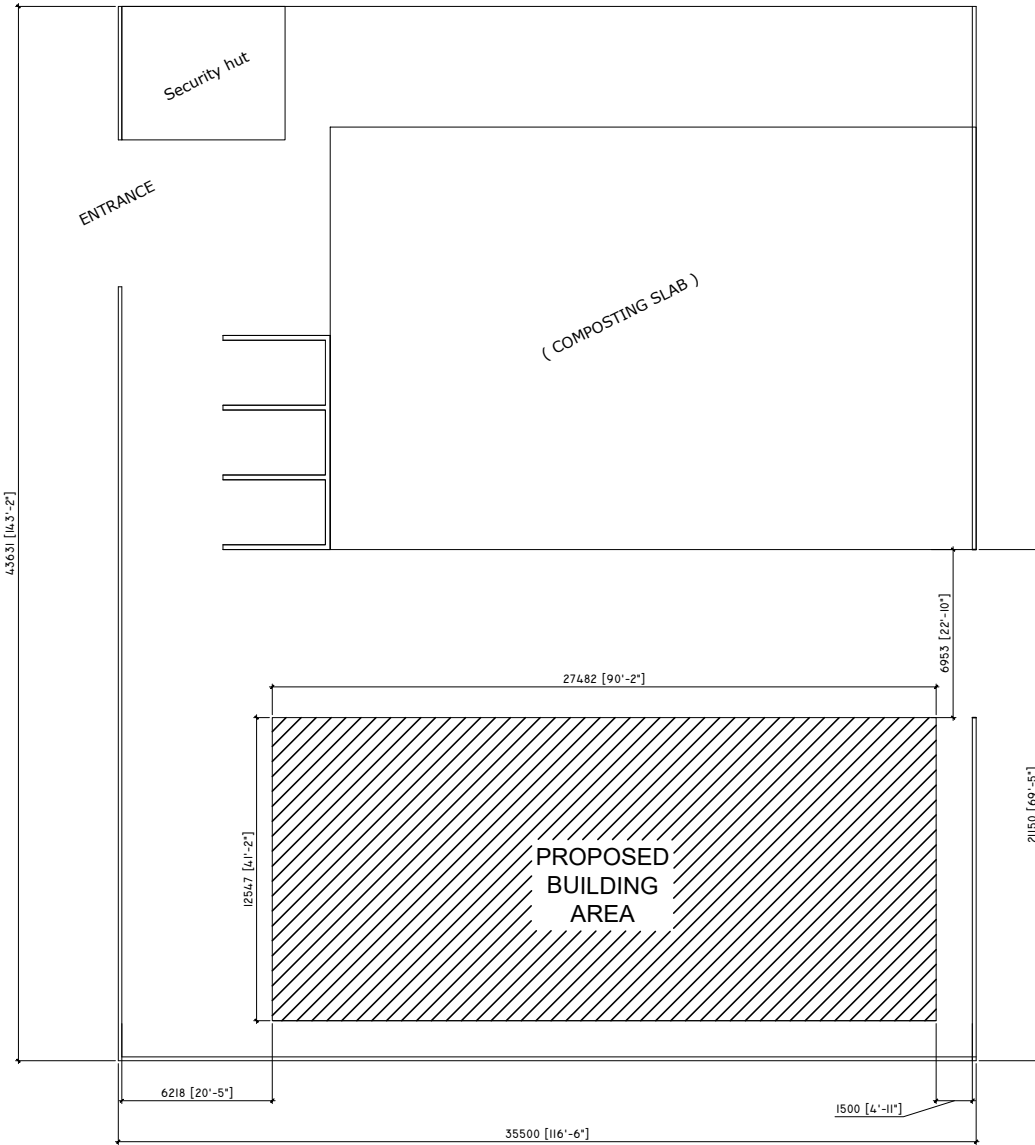 Security hut
ENTRANCE
( COMPOSTING SLAB )
43631 [143'-2"]
6953 [22'-10"]
27482 [90'-2"]
12547 [41'-2"]
PROPOSED
BUILDING
AREA
21150 [69'-5"]
6218 [20'-5"]
1500 [4'-11"]
35500 [116'-6"]